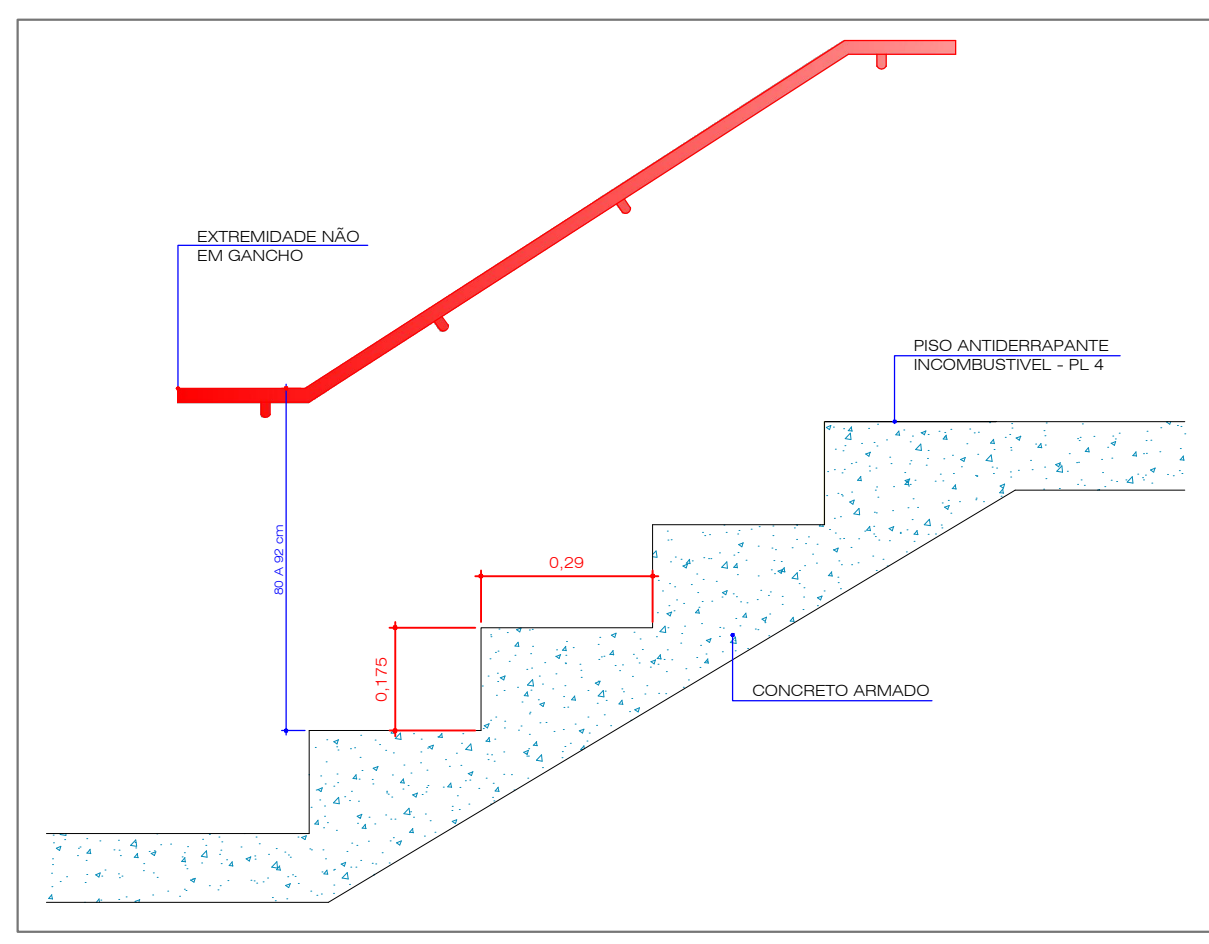 EXTREMIDADE NÃO
EM GANCHO
PISO ANTIDERRAPANTE
INCOMBUSTIVEL - PL 4
80 A 92 cm
0,29
0,175
CONCRETO ARMADO